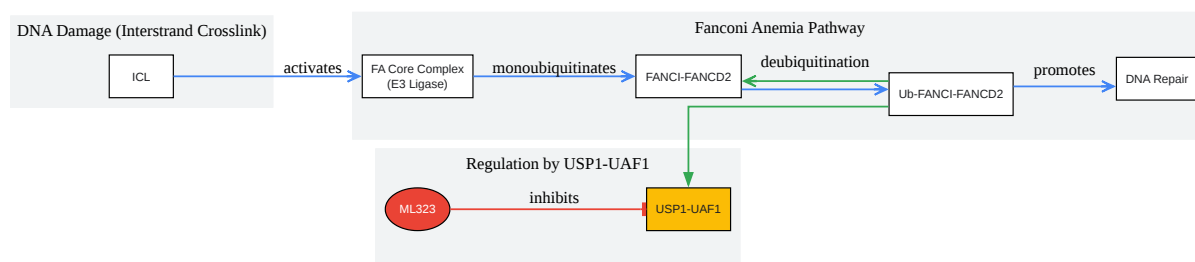 DNA Damage (Interstrand Crosslink)
ICL
activates
Fanconi Anemia Pathway
FA Core Complex
(E3 Ligase)
monoubiquitinates
FANCI-FANCD2
deubiquitination
Ub-FANCI-FANCD2
promotes
DNA Repair
Regulation by USP1-UAF1
ML323
inhibits
USP1-UAF1